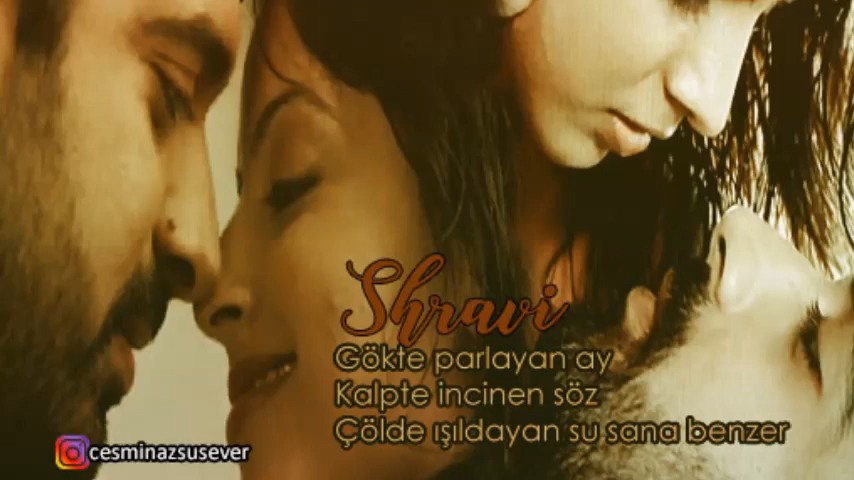 Shravi
Gökte parlayan ay
Kalpte incinen söz
Çölde ışıldayan su sana benzer
cesminazsusever